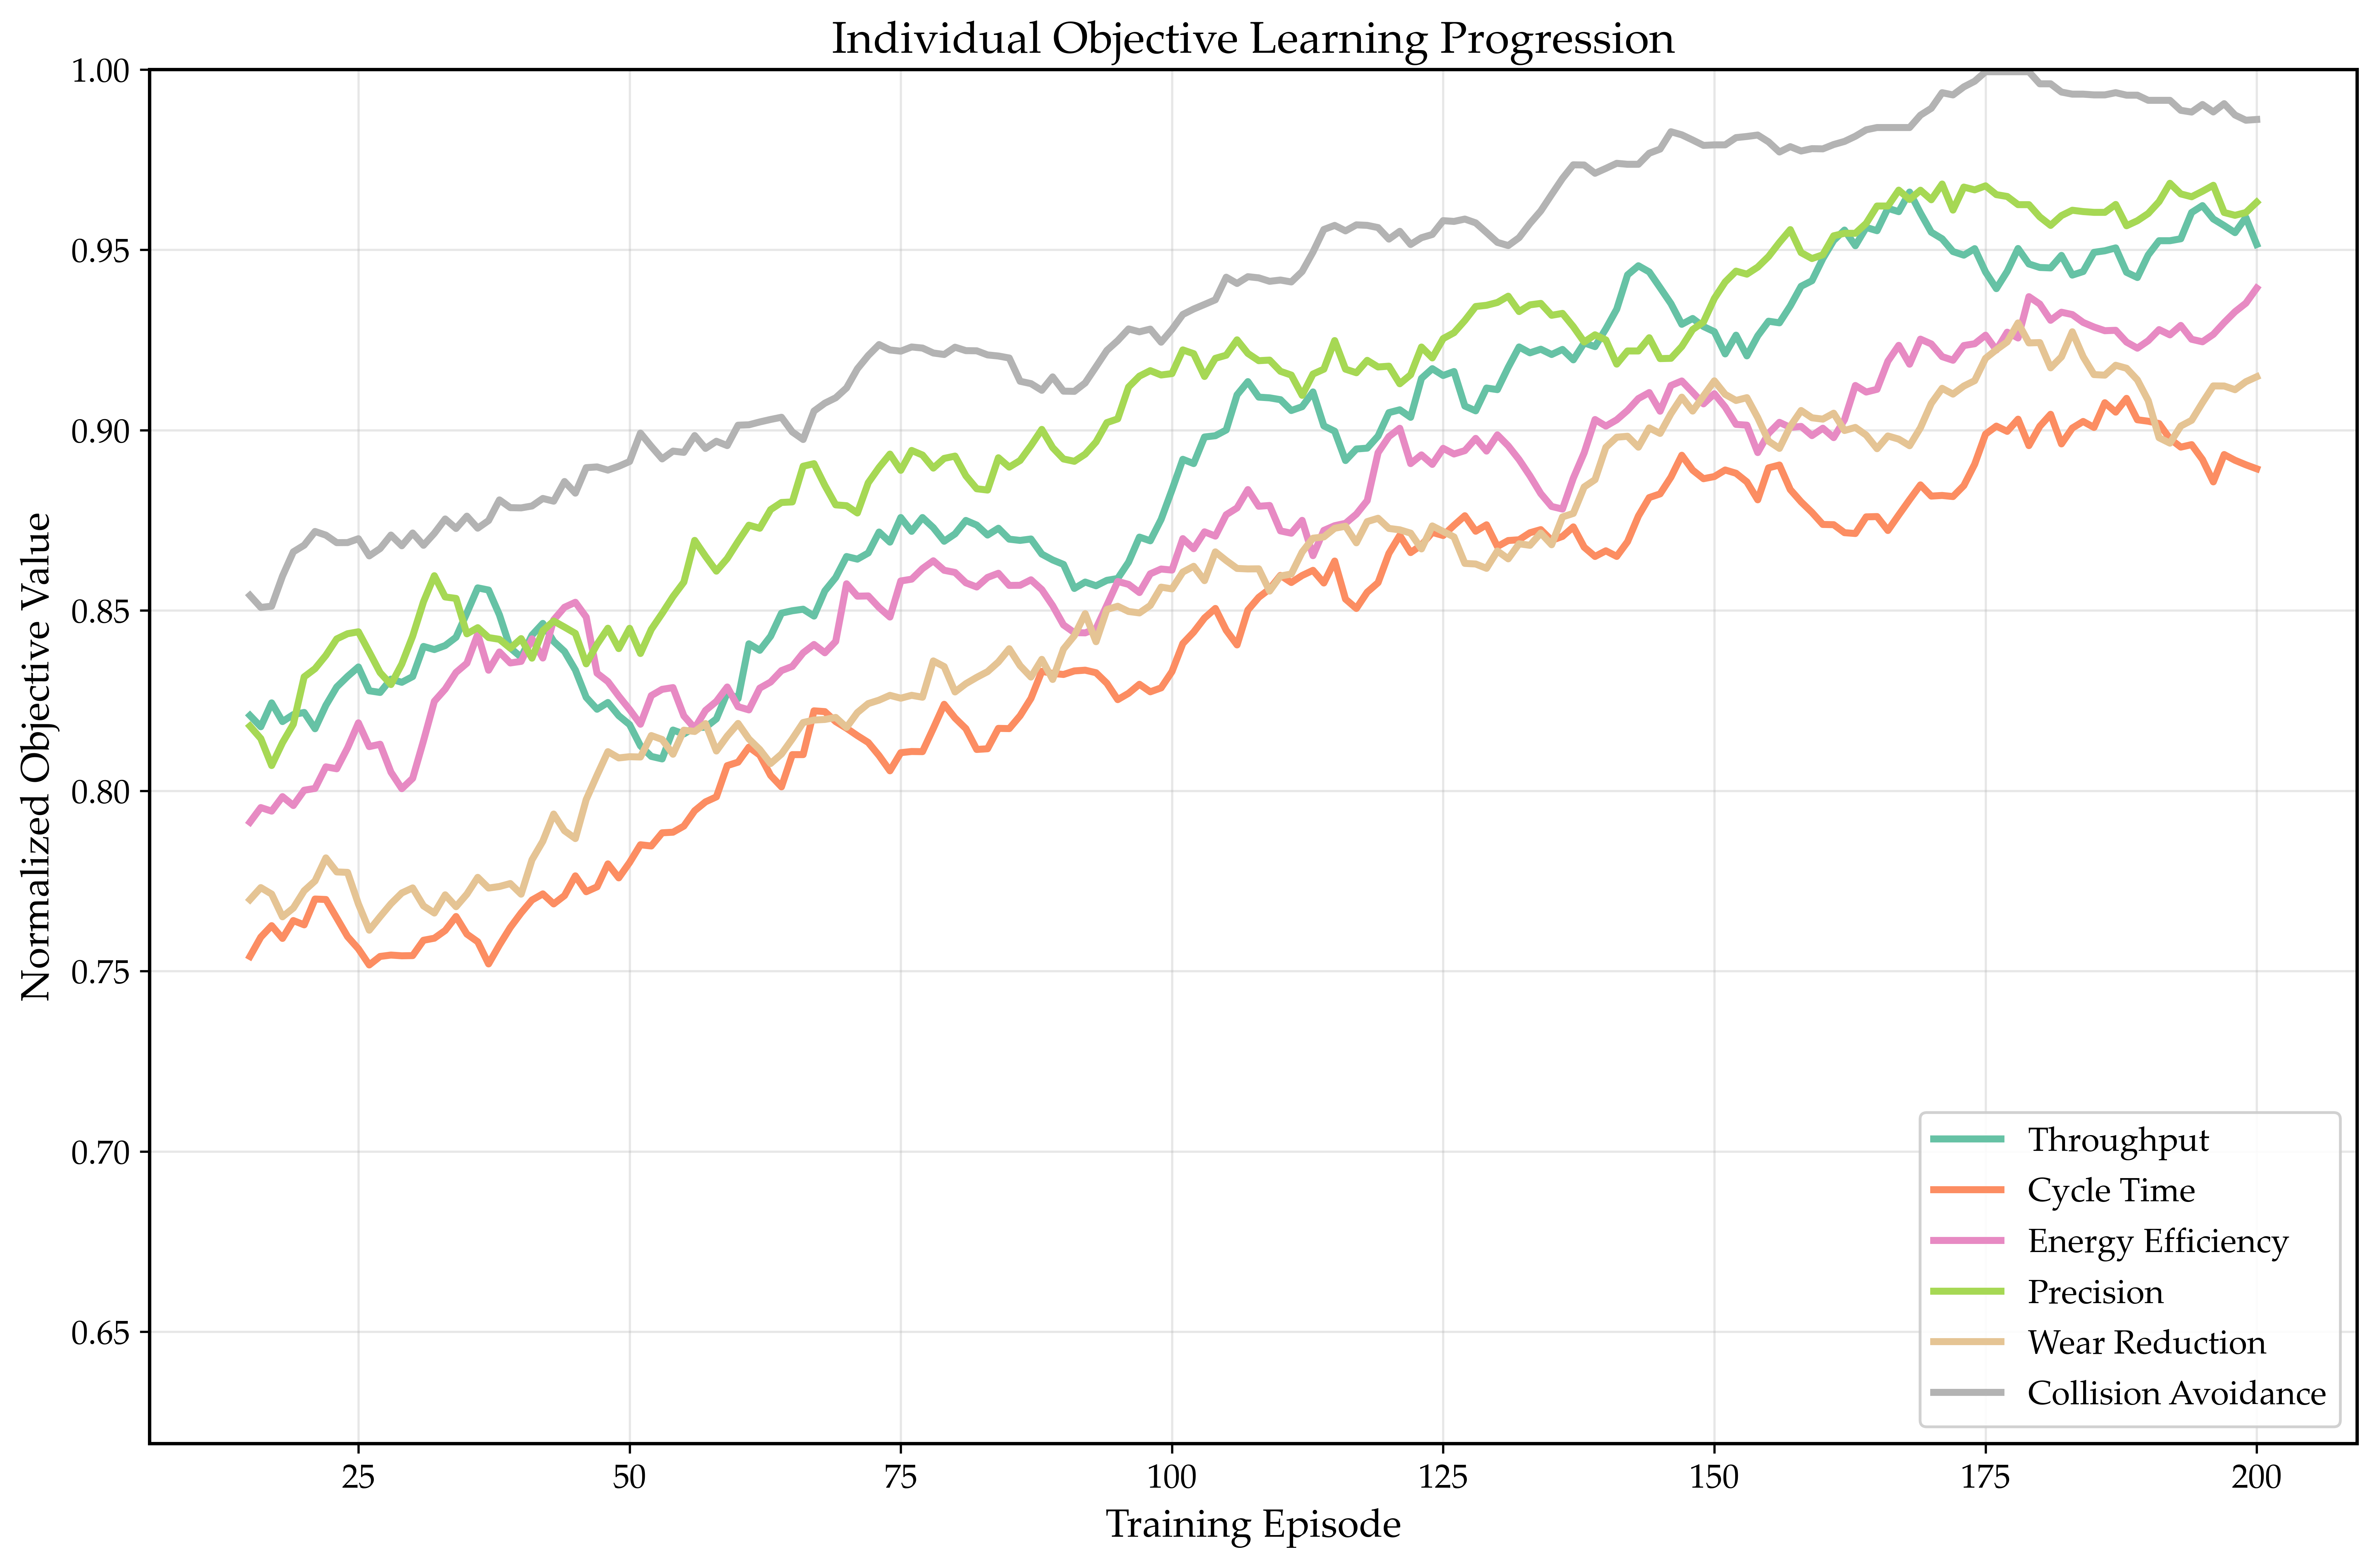 Individual Objective Learning Progression
Normalized Objective Value
1.00
0.95
0.90
0.85
0.80
0.75
0.70
0.65
25 50 75 100 125 150 175 200
Training Episode
Throughput
Cycle Time
Energy Efficiency
Precision
Wear Reduction
Collision Avoidance